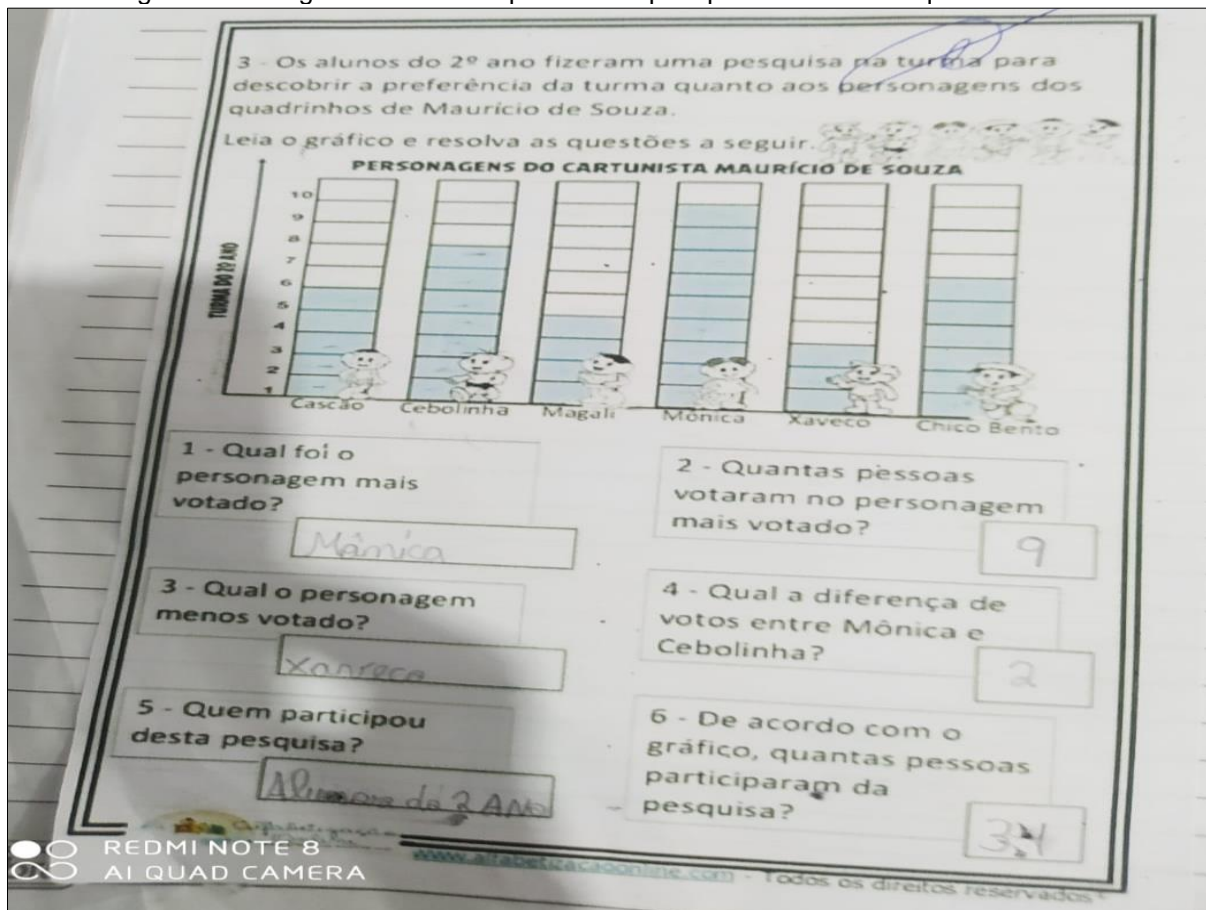 3 - Os alunos do 2º ano fizeram uma pesquisa na turma para
descobrir a preferência da turma quanto aos personagens dos
quadrinhos de Maurício de Souza.
Leia o gráfico e resolva as questões a seguir.
PERSONAGENS DO CARTUNISTA MAURÍCIO DE SOUZA
TURMA DO 2º ANO
10
9
8
7
6
5
4
3
2
1
Cascão Cebolinha Magali Mônica Xaveco Chico Bento
1 - Qual foi o
personagem mais
votado?
Mânica
2 - Quantas pessoas
votaram no personagem
mais votado?
9
3 - Qual o personagem
menos votado?
4 - Qual a diferença de
votos entre Mônica e
Cebolinha?
2
5 - Quem participou
desta pesquisa?
2 ANO
6 - De acordo com o
gráfico, quantas pessoas
participaram da
pesquisa?
34
www.alfabetizacaoonline.com - Todos os direitos reservados
REDMI NOTE 8
AI QUAD CAMERA